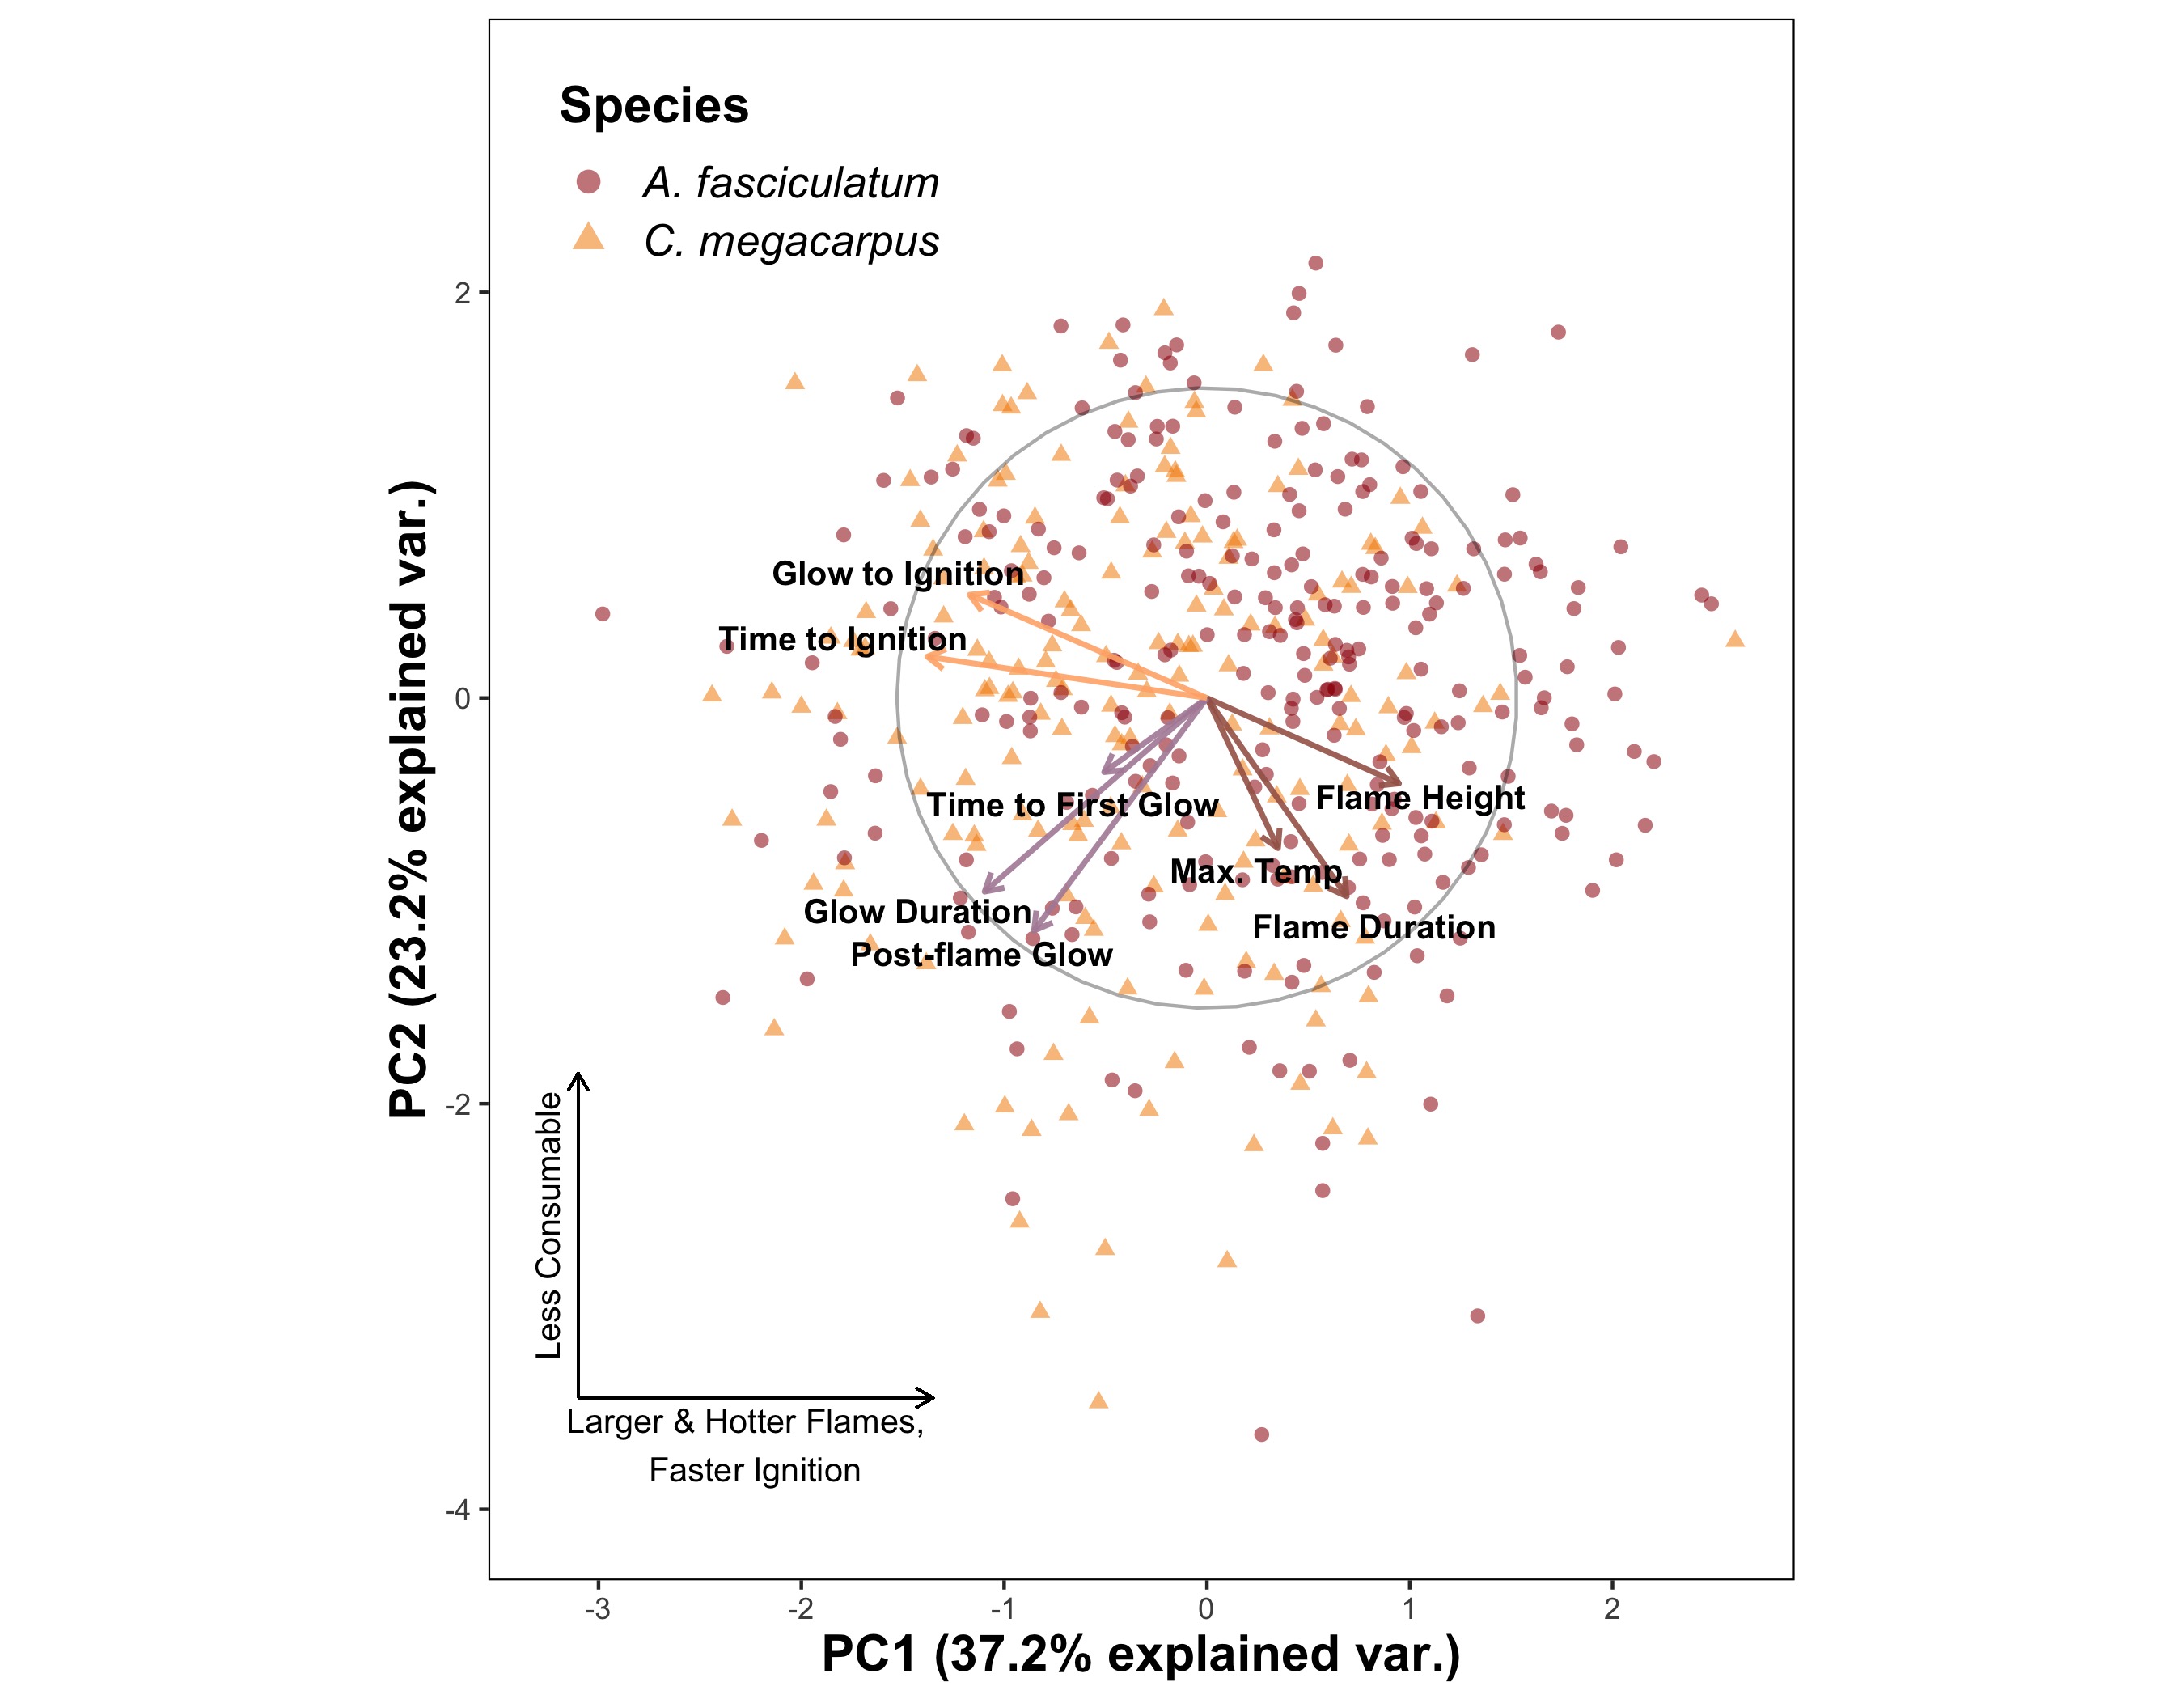 Species
A. fasciculatum
C. megacarpus
2
0
-2
-4
PC2 (23.2% explained var.)
Glow to Ignition
Time to Ignition
Time to First Glow
Flame Height
Max. Temp
Glow Duration
Flame Duration
Post-flame Glow
Less Consumable
Larger & Hotter Flames,
Faster Ignition
-3
-2
-1
0
1
2
PC1 (37.2% explained var.)